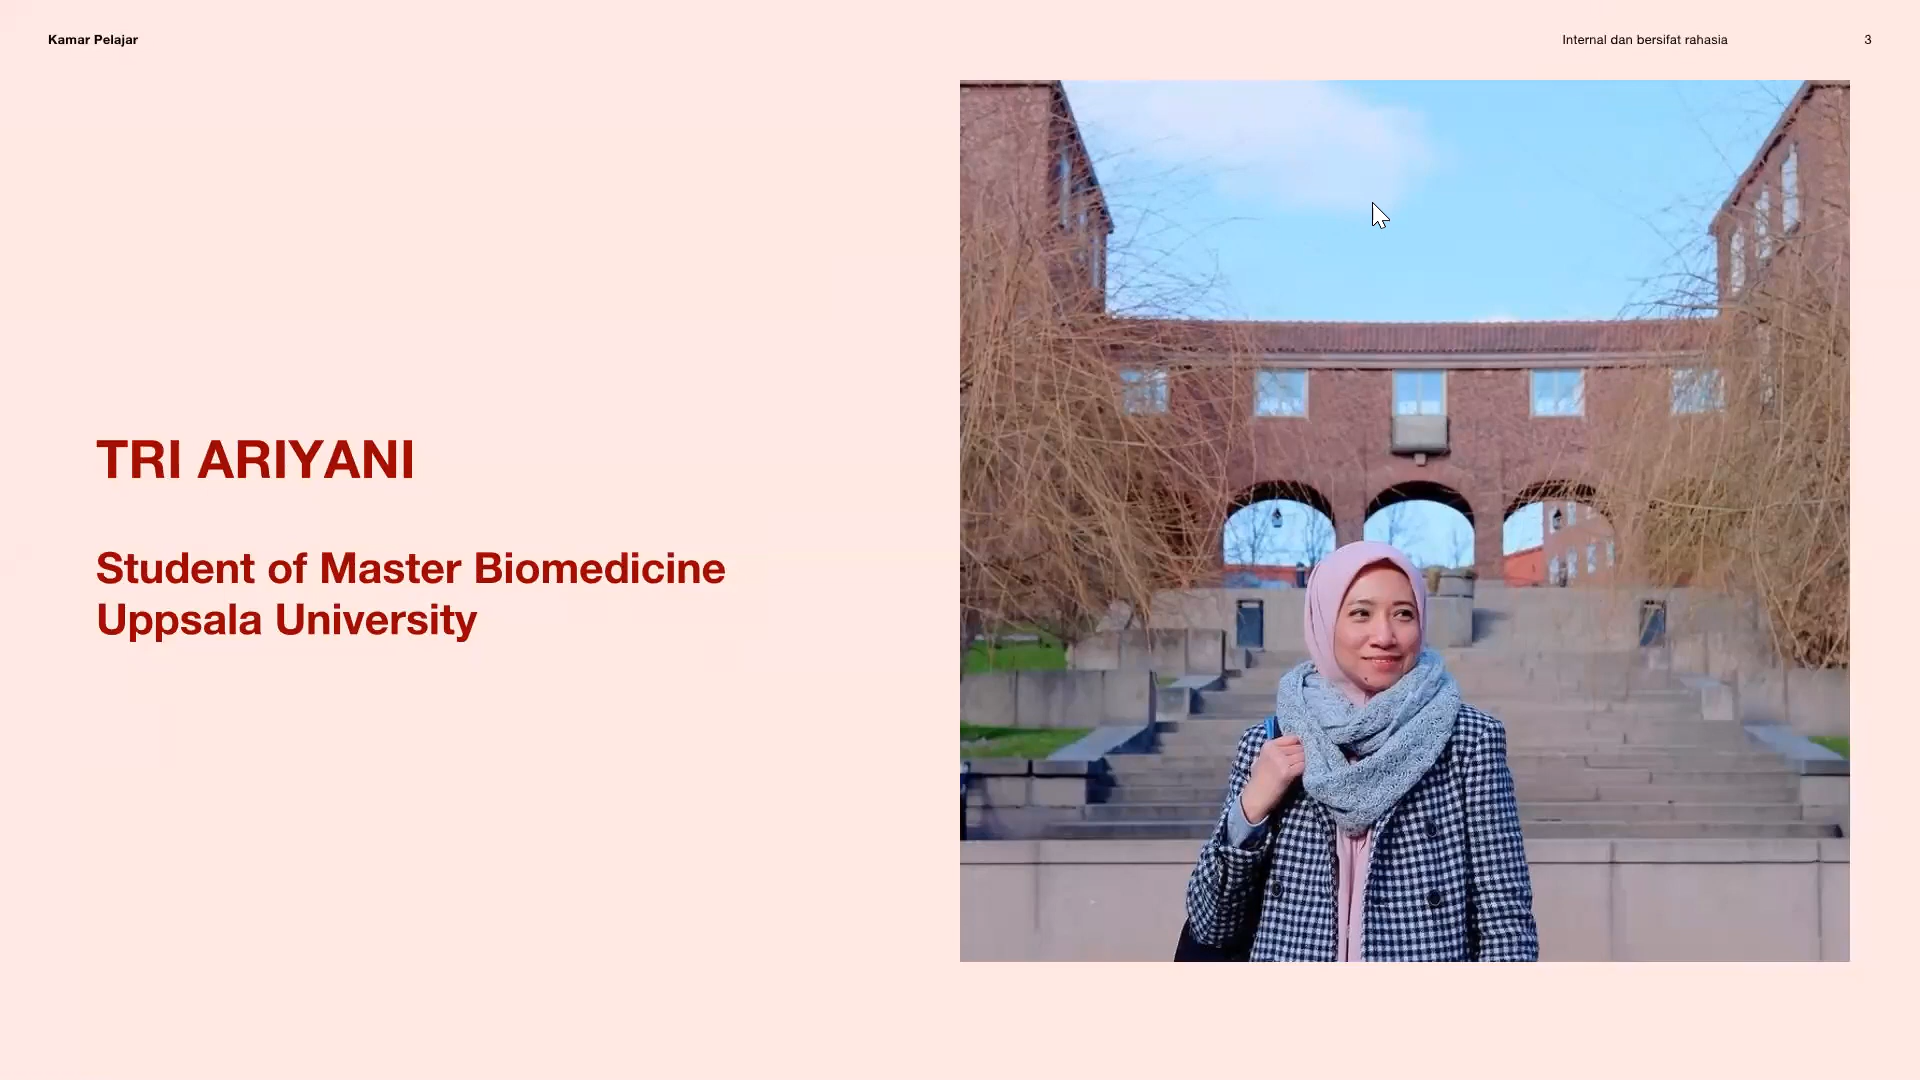 Kamar Pelajar
Internal dan bersifat rahasia
3
TRI ARIYANI
Student of Master Biomedicine
Uppsala University